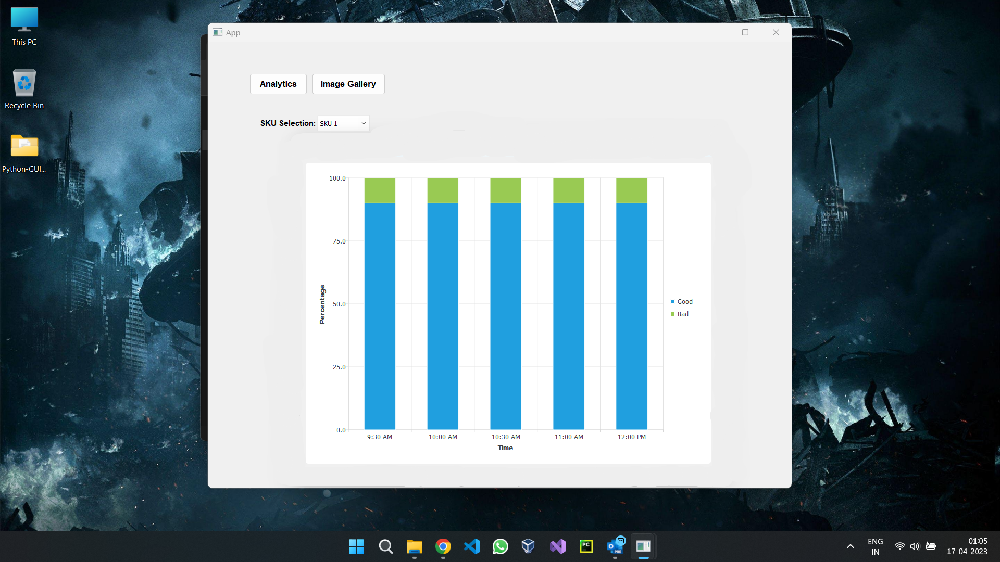 This PC
Recycle Bin
Python-GUI...
App
Analytics
Image Gallery
SKU Selection: SKU 1
100.0
75.0
50.0
25.0
0.0
Percentage
9:30 AM
10:00 AM
10:30 AM
11:00 AM
12:00 PM
Time
Good
Bad
PC
O
PRE
ENG
IN
01:05
17-04-2023